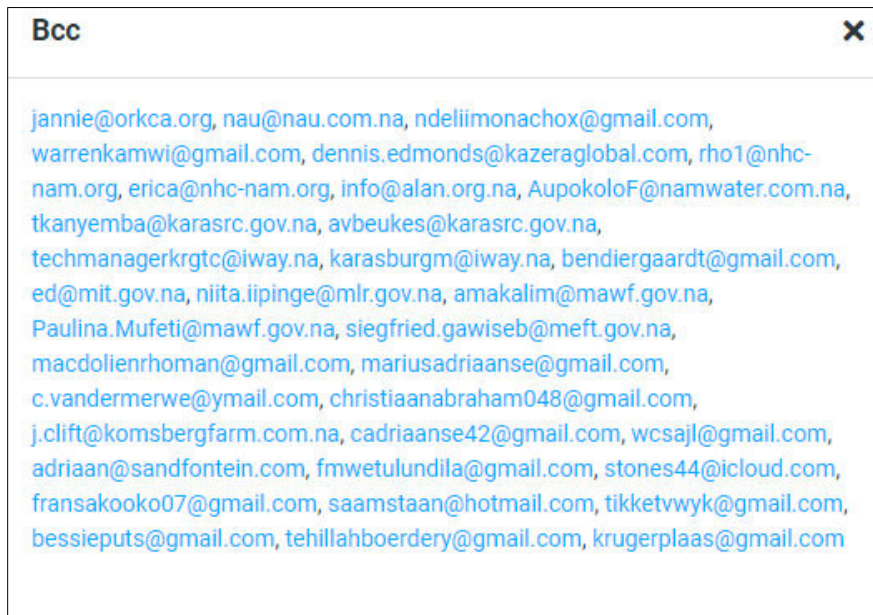 Bcc
jannie@orkca.org, nau@nau.com.na, ndeliimonachox@gmail.com,
warrenkamwi@gmail.com, dennis.edmonds@kazeraglobal.com, rho1@nhc-
nam.org, erica@nhc-nam.org, info@alan.org.na, AupokoloF@namwater.com.na,
tkanyemba@karasrc.gov.na, avbeukes@karasrc.gov.na,
techmanagerkrgtc@iway.na, karasburgm@iway.na, bendiergaardt@gmail.com,
ed@mit.gov.na, niita.iipinge@mlr.gov.na, amakalim@mawf.gov.na,
Paulina.Mufeti@mawf.gov.na, siegfried.gawiseb@meft.gov.na,
macdolienrhoman@gmail.com, mariusadriaanse@gmail.com,
c.vandermerwe@ymail.com, christiaanabraham048@gmail.com,
j.clift@komsbergfarm.com.na, cadriaanse42@gmail.com, wcsajl@gmail.com,
adriaan@sandfontein.com, fmwetulundila@gmail.com, stones44@icloud.com,
fransakooko07@gmail.com, saamstaan@hotmail.com, tikketvwyk@gmail.com,
bessieputs@gmail.com, tehillahboerdery@gmail.com, krugerplaas@gmail.com